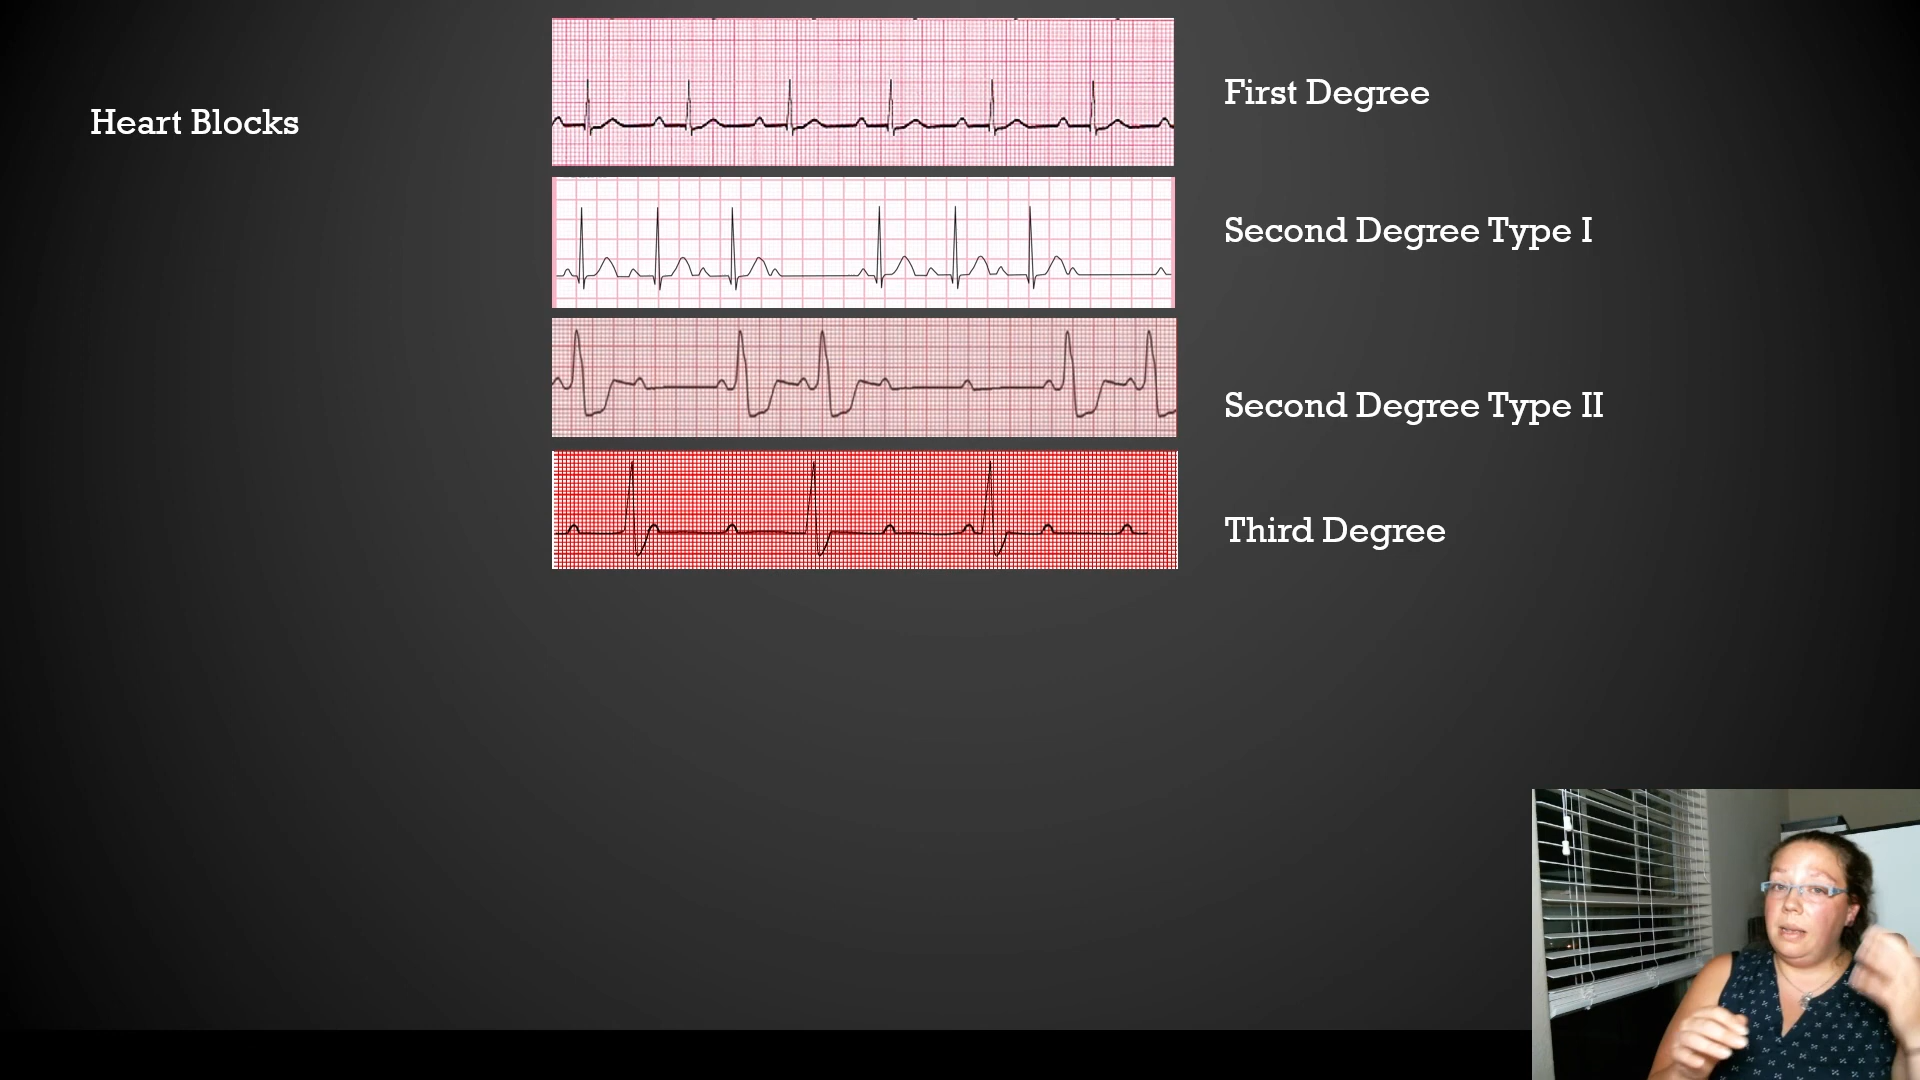 Heart Blocks
First Degree
Second Degree Type I
Second Degree Type II
Third Degree